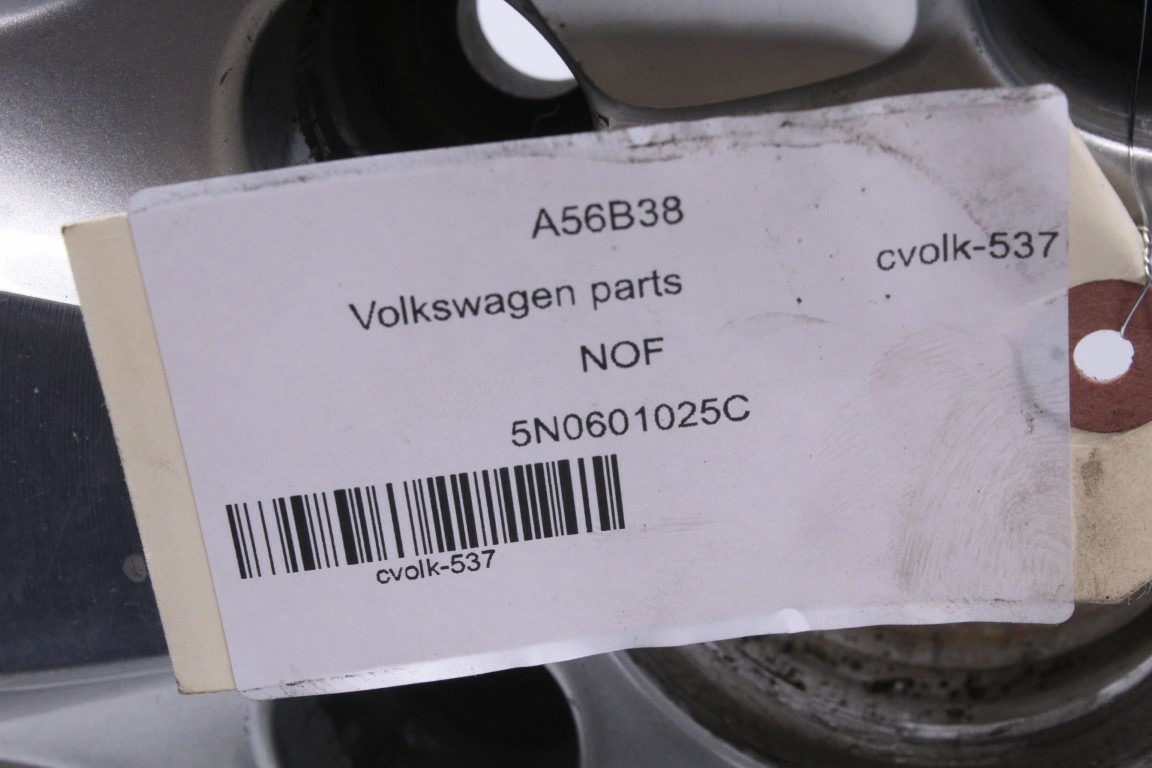 A56B38
cvolk-537
Volkswagen parts
NOF
5N0601025C
cvolk-537